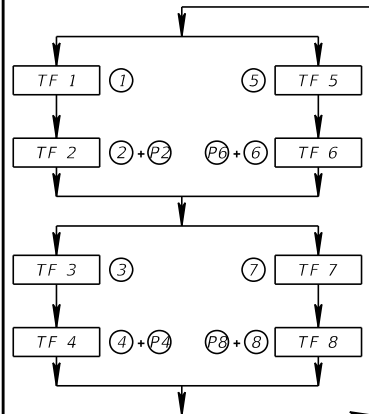 TF 1 1 5 TF 5
TF 2 2+P2 P6+6 TF 6
TF 3 3 7 TF 7
TF 4 4+P4 P8+8 TF 8